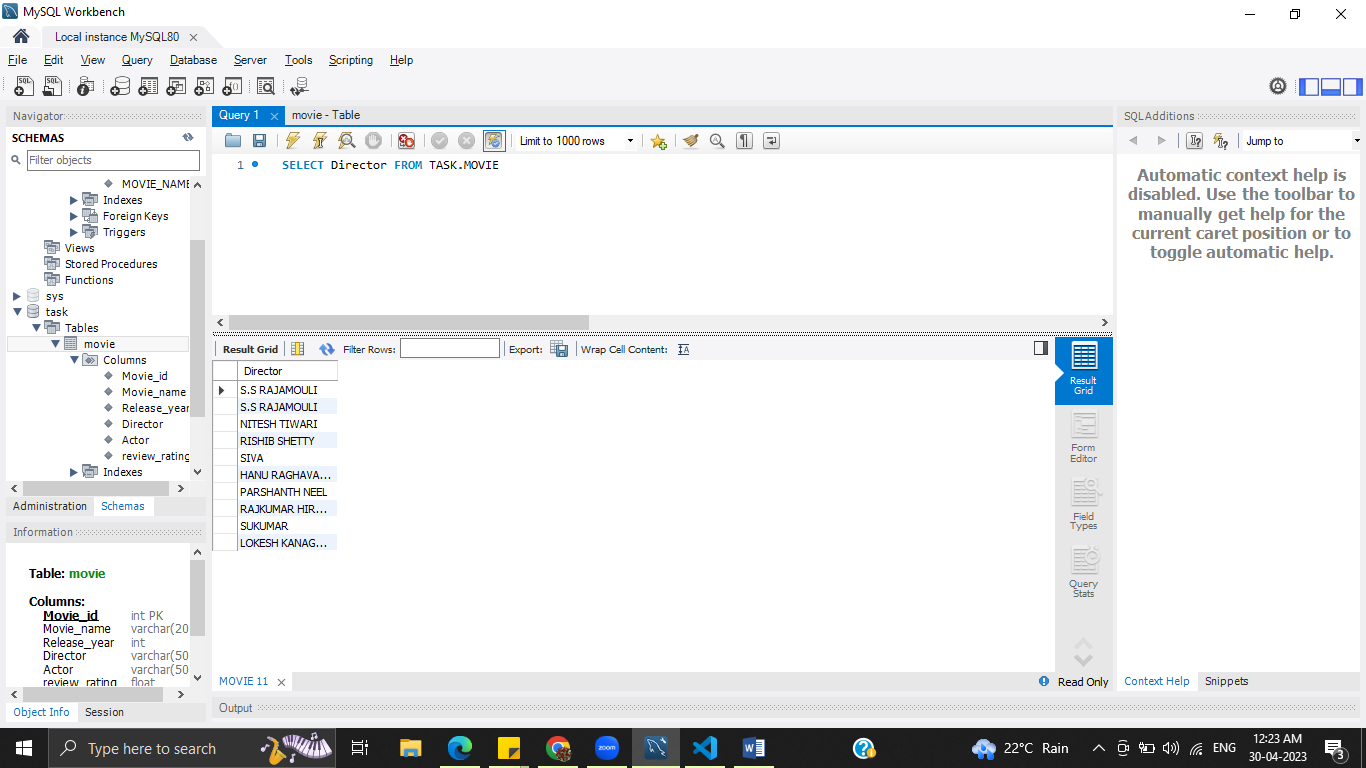 MySQL Workbench
Local instance MySQL80
File Edit View Query Database Server Tools Scripting Help
Navigator
SCHEMAS
Filter objects
MOVIE_NAME
Indexes
Foreign Keys
Triggers
Views
Stored Procedures
Functions
sys
task
Tables
movie
Columns
Movie_id
Movie_name
Release_year
Director
Actor
review_rating
Indexes
Administration Schemas
Information
Table: movie
Columns:
Movie_id int PK
Movie_name varchar(20
Release_year int
Director varchar(50
Actor varchar(50
review_rating float
Object Info Session
Query 1 movie - Table
Limit to 1000 rows
1 SELECT Director FROM TASK.MOVIE
Result Grid Filter Rows: Export: Wrap Cell Content:
Director
S.S RAJAMOULI
S.S RAJAMOULI
NITESH TIWARI
RISHIB SHETTY
SIVA
HANU RAGHAVA...
PARSHANTH NEEL
RAJKUMAR HIR...
SUKUMAR
LOKESH KANAG...
Result
Grid
Form
Editor
Field
Types
Query
Stats
MOVIE 11 Read Only
Output
SQLAdditions
Jump to
Automatic context help is
disabled. Use the toolbar to
manually get help for the
current caret position or to
toggle automatic help.
Context Help Snippets
Type here to search
zoom
22°C Rain
ENG
12:23 AM
30-04-2023
3